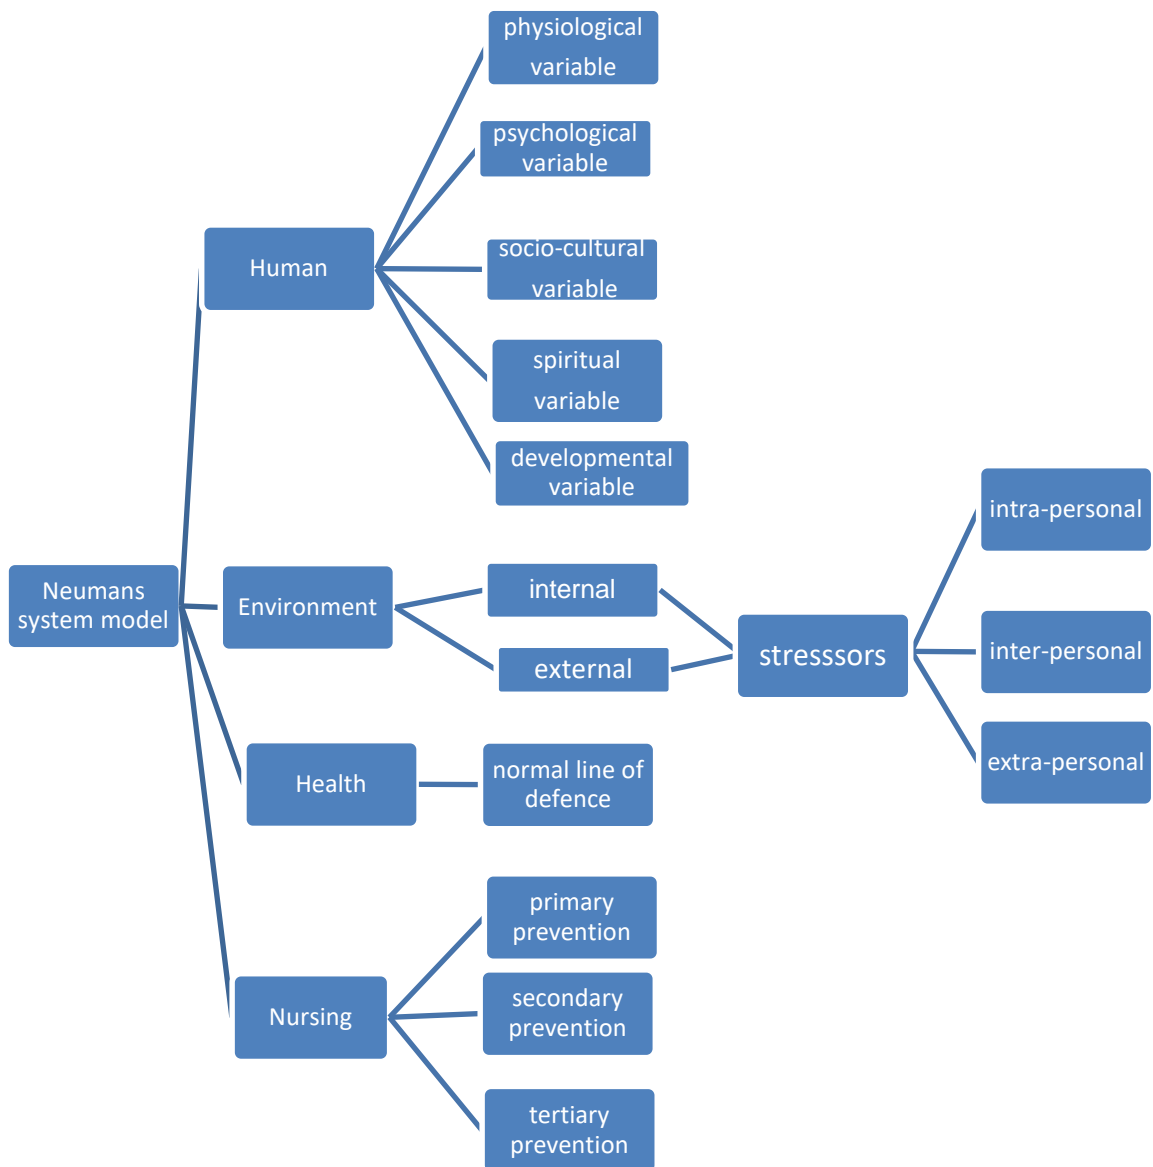 physiological
variable
psychological
variable
socio-cultural
variable
Human
spiritual
variable
developmental
variable
intra-personal
Neumans
system model
Environment
internal
external
stresssors
inter-personal
extra-personal
Health
normal line of
defence
primary
prevention
Nursing
secondary
prevention
tertiary
prevention